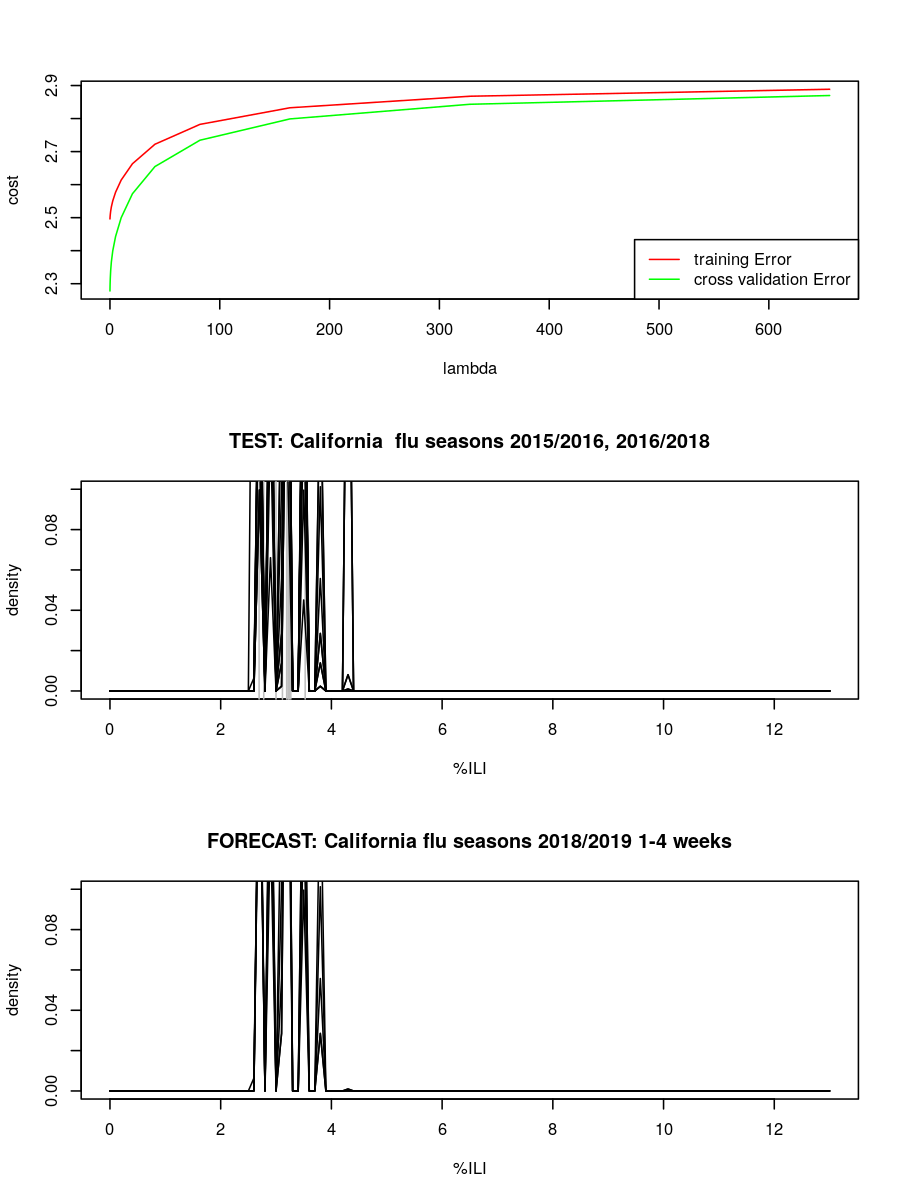 cost
2.3 2.5 2.7 2.9
training Error
cross validation Error
0 100 200 300 400 500 600
lambda
TEST: California  flu seasons 2015/2016, 2016/2018
density
0.00 0.04 0.08
0 2 4 6 8 10 12
%ILI
FORECAST: California flu seasons 2018/2019 1-4 weeks
density
0.00 0.04 0.08
0 2 4 6 8 10 12
%ILI